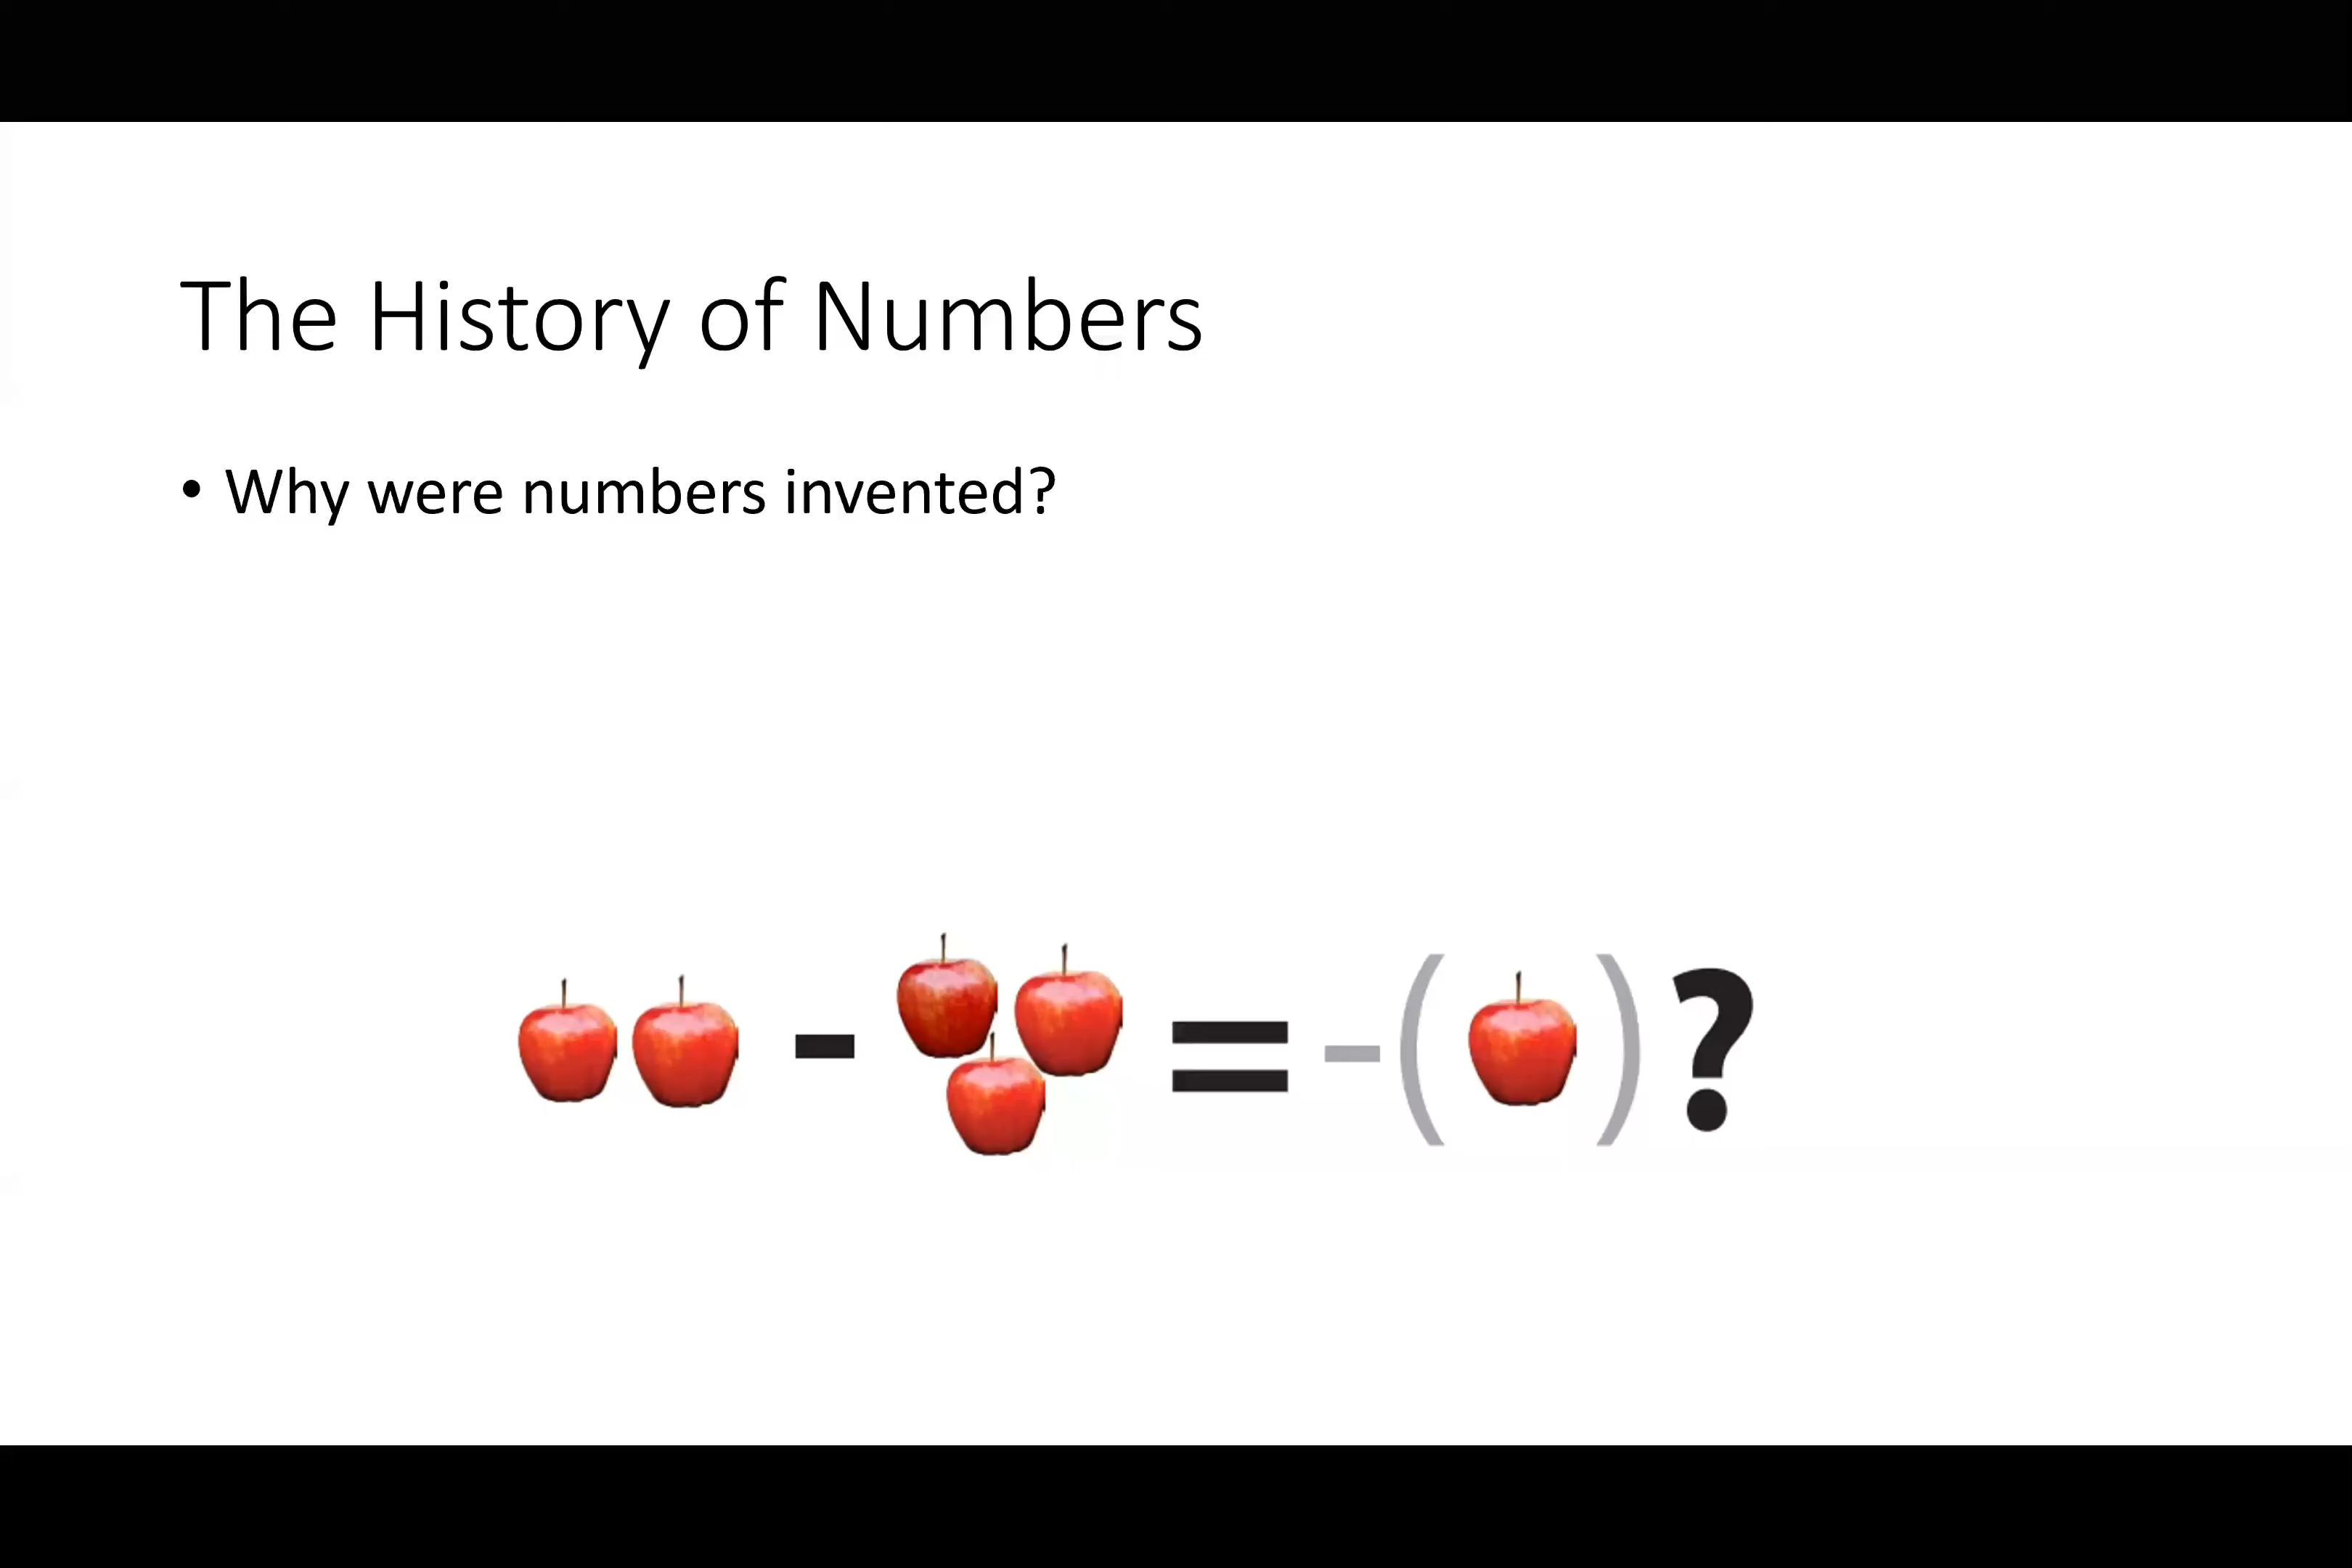 The History of Numbers
• Why were numbers invented?
- = -( )?